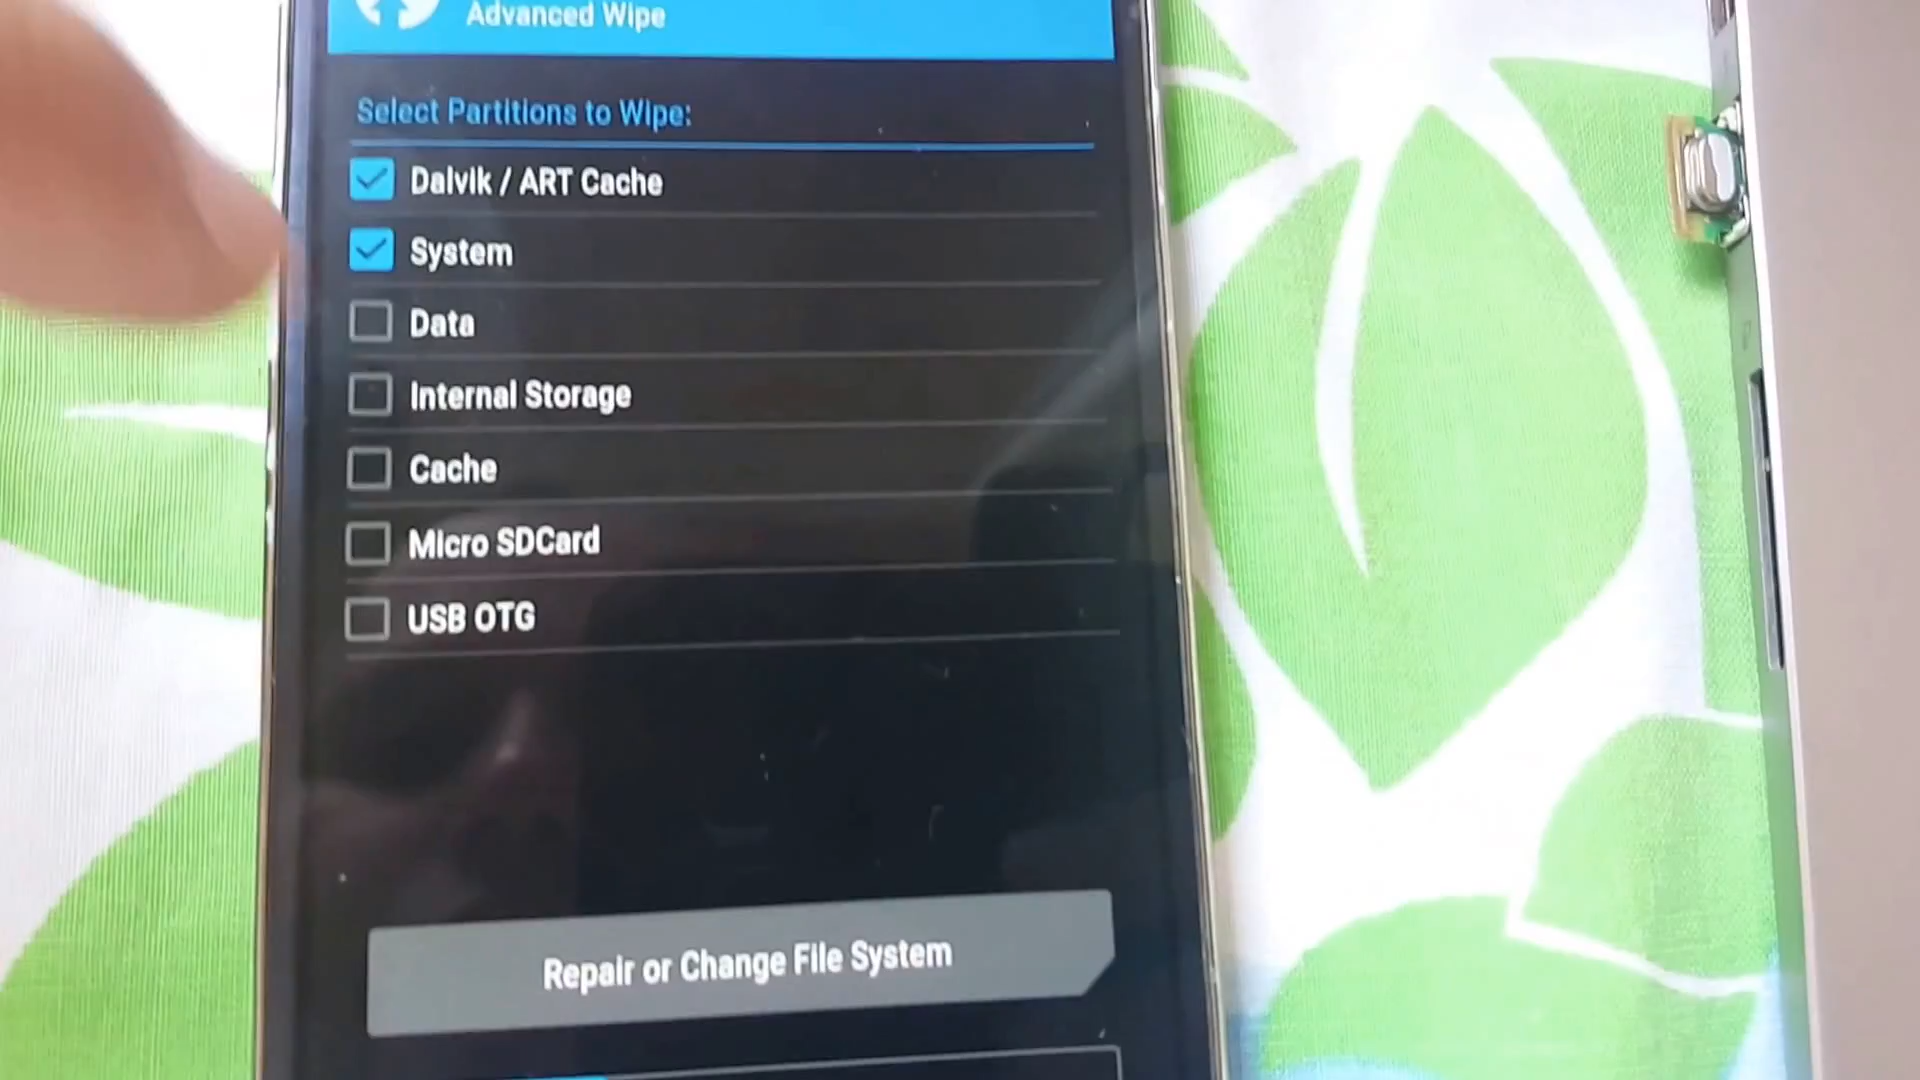 Advanced Wipe
Select Partitions to Wipe:
Dalvik / ART Cache
System
Data
Internal Storage
Cache
Micro SDCard
USB OTG
Repair or Change File System